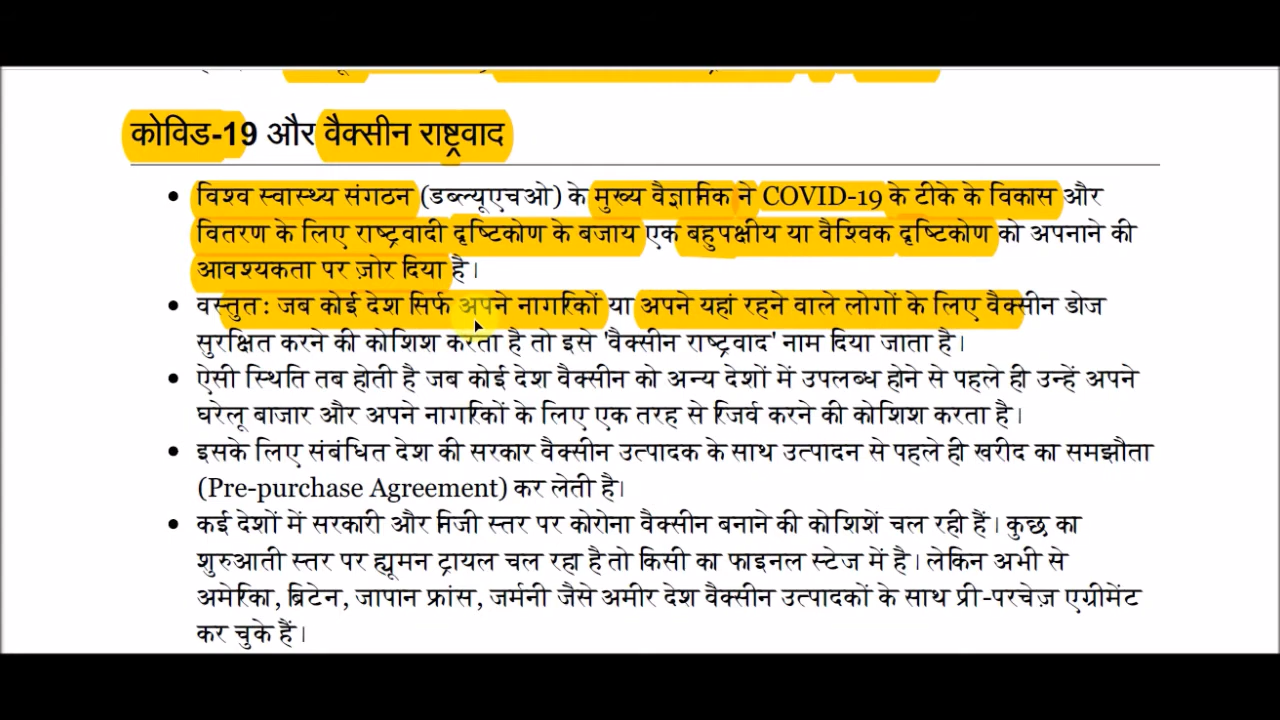 कोविड-19 और वैक्सीन राष्ट्रवाद
• विश्व स्वास्थ्य संगठन (डब्ल्यूएचओ) के मुख्य वैज्ञानिक ने COVID-19 के टीके के विकास और
वितरण के लिए राष्ट्रवादी दृष्टिकोण के बजाय एक बहुपक्षीय या वैश्विक दृष्टिकोण को अपनाने की
आवश्यकता पर ज़ोर दिया है।
• वस्तुत: जब कोई देश सिर्फ अपने नागरिकों या अपने यहां रहने वाले लोगों के लिए वैक्सीन डोज
सुरक्षित करने की कोशिश करता है तो इसे 'वैक्सीन राष्ट्रवाद' नाम दिया जाता है।
• ऐसी स्थिति तब होती है जब कोई देश वैक्सीन को अन्य देशों में उपलब्ध होने से पहले ही उन्हें अपने
घरेलू बाजार और अपने नागरिकों के लिए एक तरह से रिजर्व करने की कोशिश करता है।
• इसके लिए संबंधित देश की सरकार वैक्सीन उत्पादक के साथ उत्पादन से पहले ही खरीद का समझौता
(Pre-purchase Agreement) कर लेती है।
• कई देशों में सरकारी और निजी स्तर पर कोरोना वैक्सीन बनाने की कोशिशें चल रही हैं। कुछ का
शुरुआती स्तर पर ह्यूमन ट्रायल चल रहा है तो किसी का फाइनल स्टेज में है। लेकिन अभी से
अमेरिका, ब्रिटेन, जापान फ्रांस, जर्मनी जैसे अमीर देश वैक्सीन उत्पादकों के साथ प्री-परचेज़ एग्रीमेंट
कर चुके हैं।